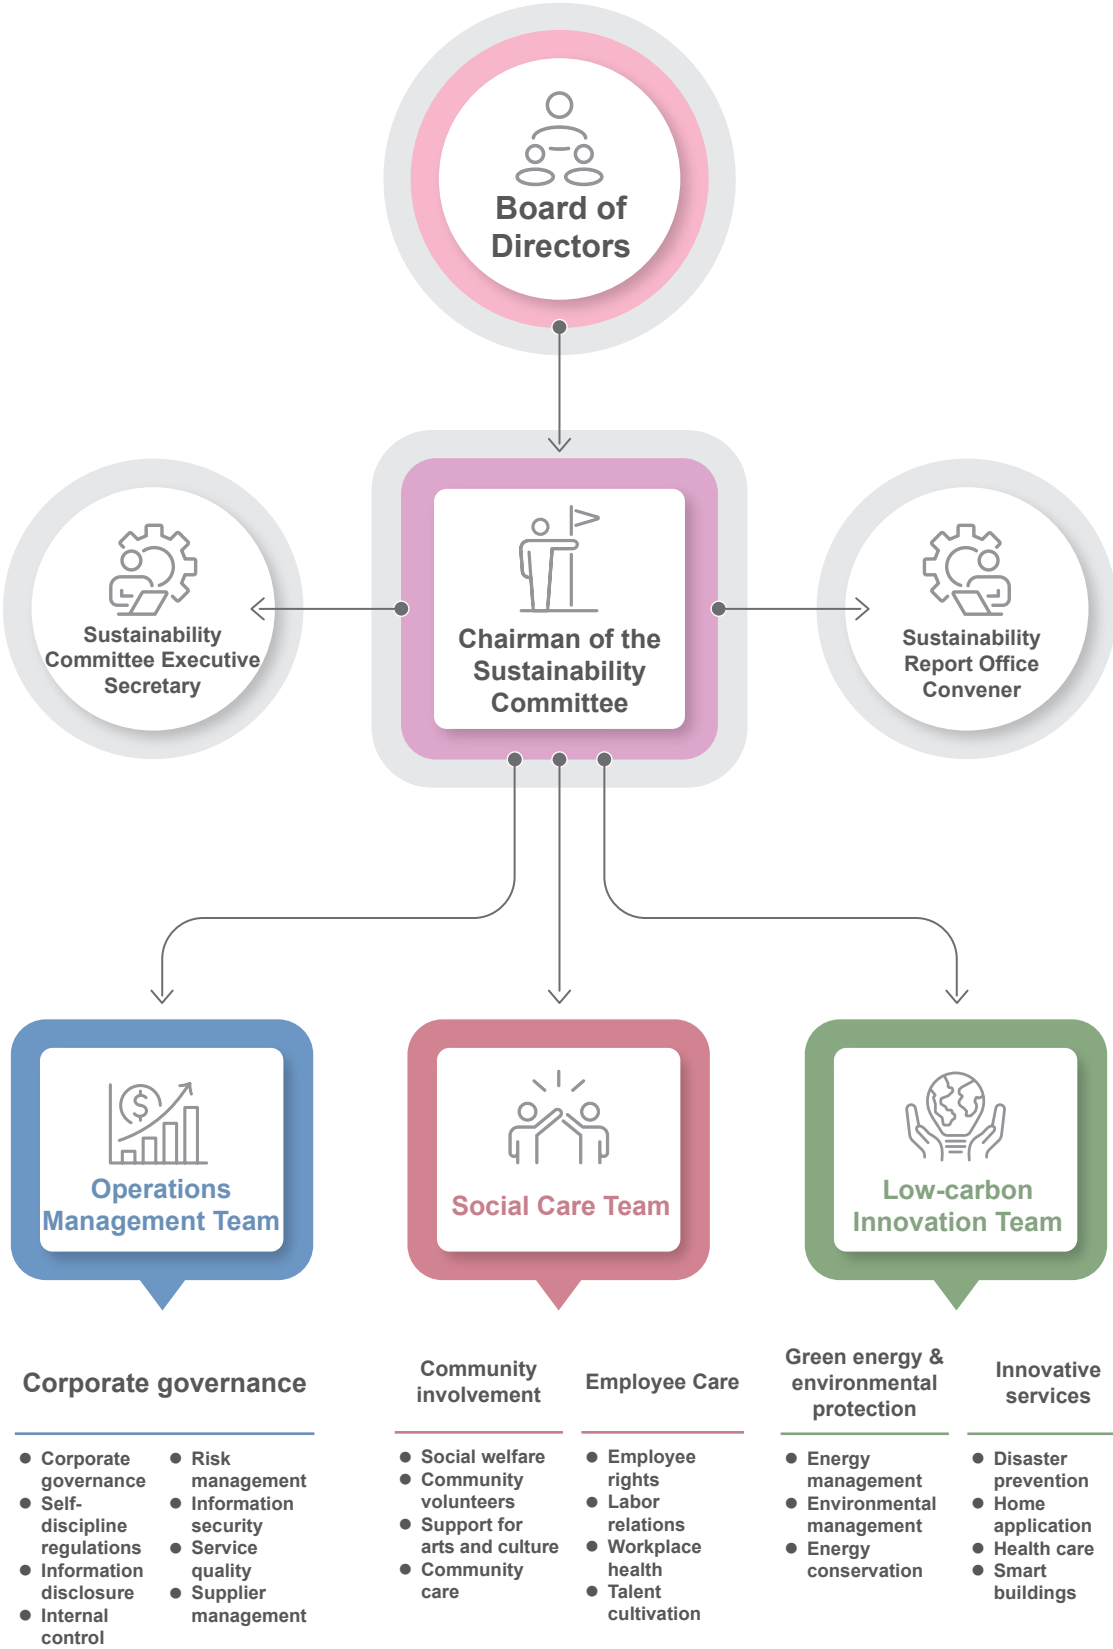 Board of
Directors
Sustainability
Committee Executive
Secretary
Chairman of the
Sustainability
Committee
Sustainability
Report Office
Convener
$
Operations
Management Team
Social Care Team
Low-carbon
Innovation Team
Corporate governance
Corporate
governance
Self-
discipline
regulations
Information
disclosure
Internal
control
Risk
management
Information
security
Service
quality
Supplier
management
Community
involvement
Social welfare
Community
volunteers
Support for
arts and culture
Community
care
Employee Care
Employee
rights
Labor
relations
Workplace
health
Talent
cultivation
Green energy &
environmental
protection
Energy
management
Environmental
management
Energy
conservation
Innovative
services
Disaster
prevention
Home
application
Health care
Smart
buildings